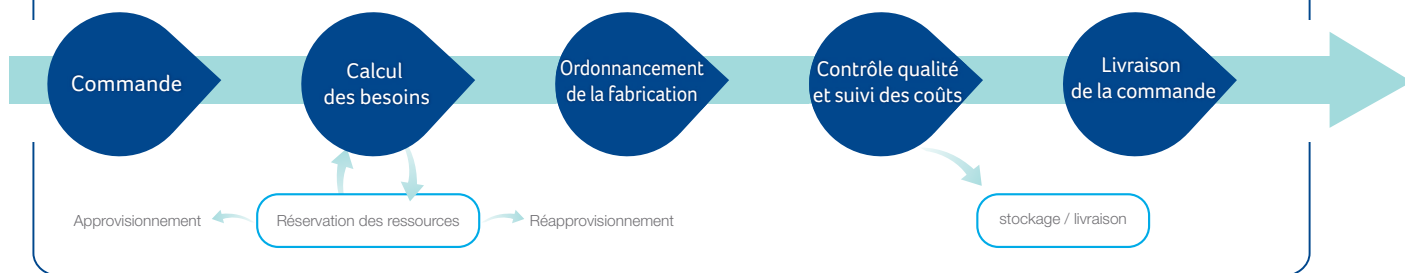 Commande
Calcul
des besoins
Ordonnancement
de la fabrication
Contrôle qualité
et suivi des coûts
Livraison
de la commande
Approvisionnement
Réservation des ressources
Réapprovisionnement
stockage / livraison